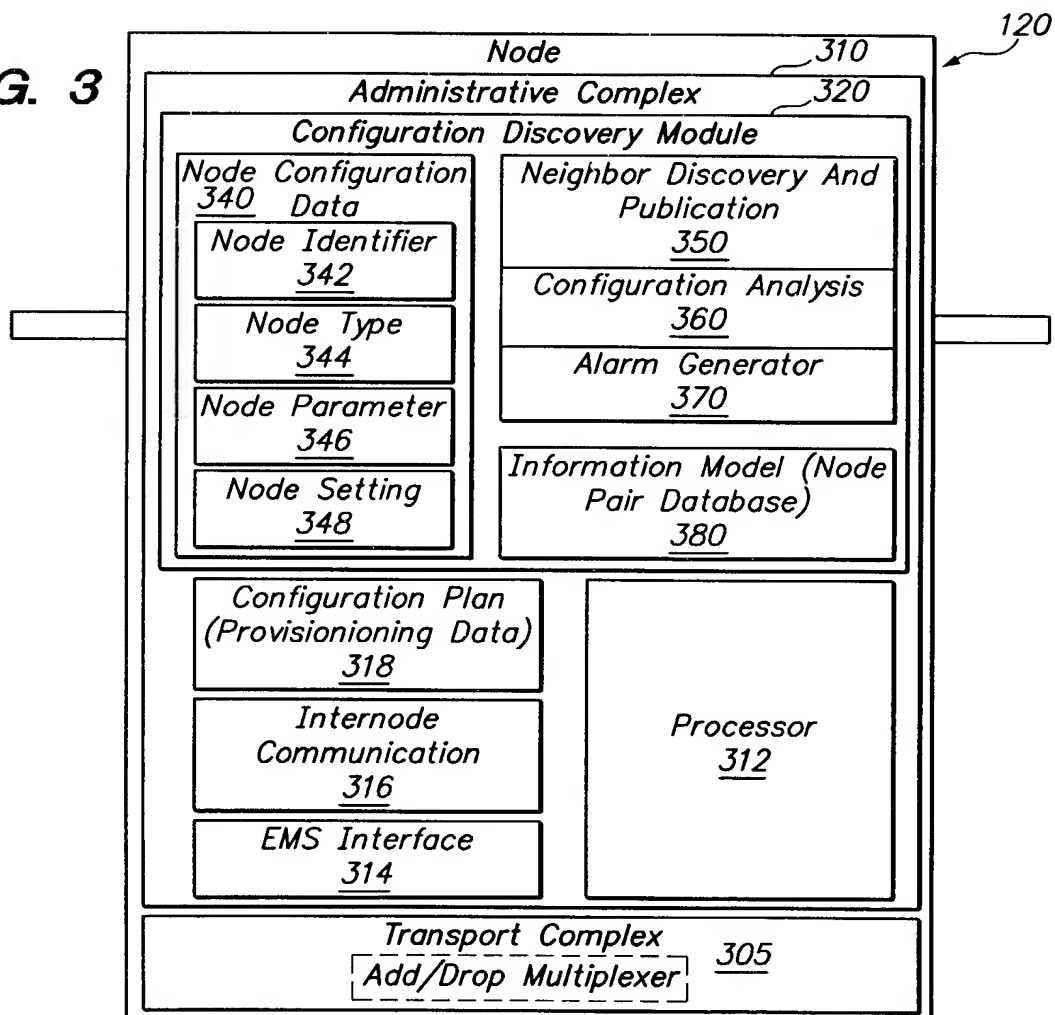 120
G. 3
Node
310
Administrative Complex
320
Configuration Discovery Module
Node Configuration
340 Data
Node Identifier
342
Node Type
344
Node Parameter
346
Node Setting
348
Neighbor Discovery And
Publication
350
Configuration Analysis
360
Alarm Generator
370
Information Model (Node
Pair Database)
380
Configuration Plan
(Provisionioning Data)
318
Internode
Communication
316
EMS Interface
314
Processor
312
Transport Complex
305
Add/Drop Multiplexer